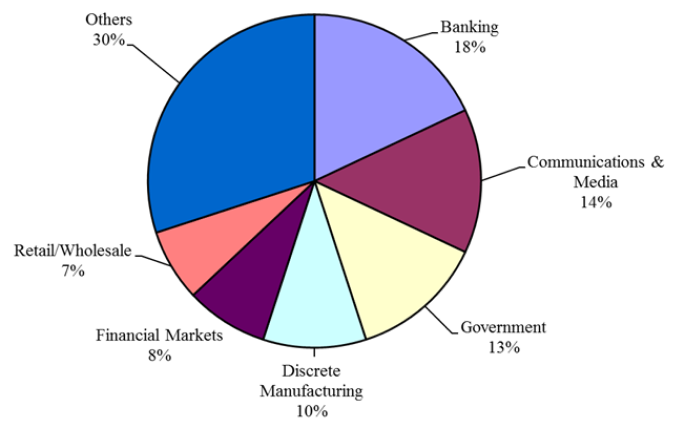 Others
30%
Banking
18%
Communications &
Media
14%
Government
13%
Discrete
Manufacturing
10%
Financial Markets
8%
Retail/Wholesale
7%